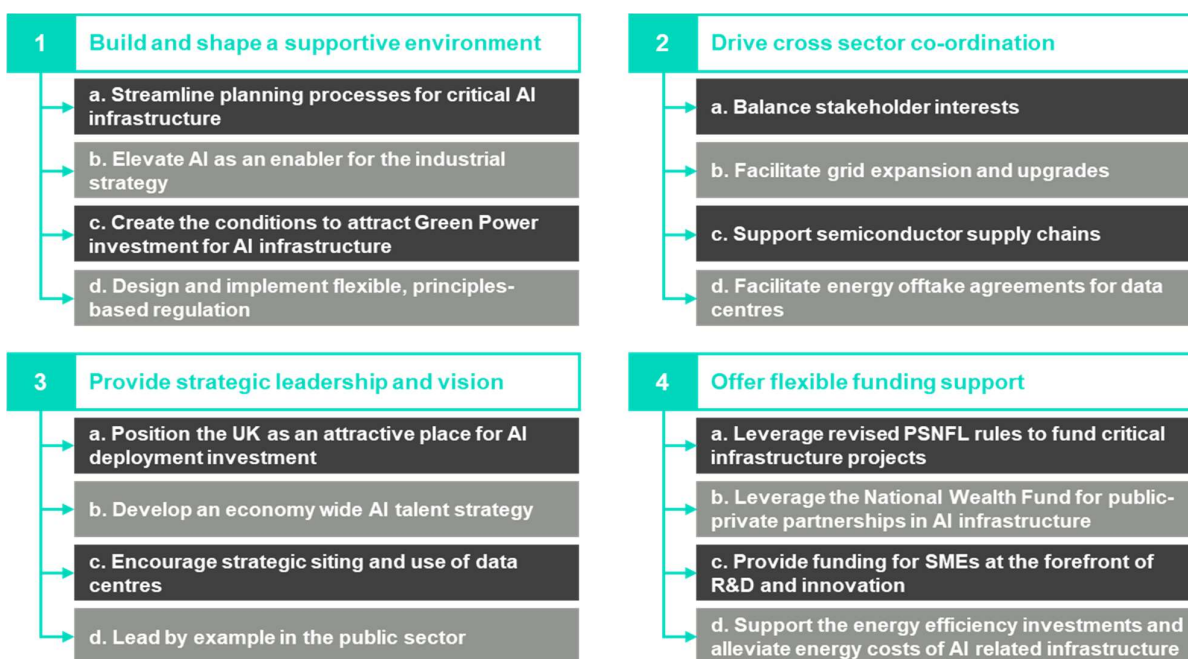 1 Build and shape a supportive environment
a. Streamline planning processes for critical AI
infrastructure
b. Elevate AI as an enabler for the industrial
strategy
c. Create the conditions to attract Green Power
investment for AI infrastructure
d. Design and implement flexible, principles-
based regulation
2 Drive cross sector co-ordination
a. Balance stakeholder interests
b. Facilitate grid expansion and upgrades
c. Support semiconductor supply chains
d. Facilitate energy offtake agreements for data
centres
3 Provide strategic leadership and vision
a. Position the UK as an attractive place for AI
deployment investment
b. Develop an economy wide AI talent strategy
c. Encourage strategic siting and use of data
centres
d. Lead by example in the public sector
4 Offer flexible funding support
a. Leverage revised PSNFL rules to fund critical
infrastructure projects
b. Leverage the National Wealth Fund for public-
private partnerships in AI infrastructure
c. Provide funding for SMEs at the forefront of
R&D and innovation
d. Support the energy efficiency investments and
alleviate energy costs of AI related infrastructure